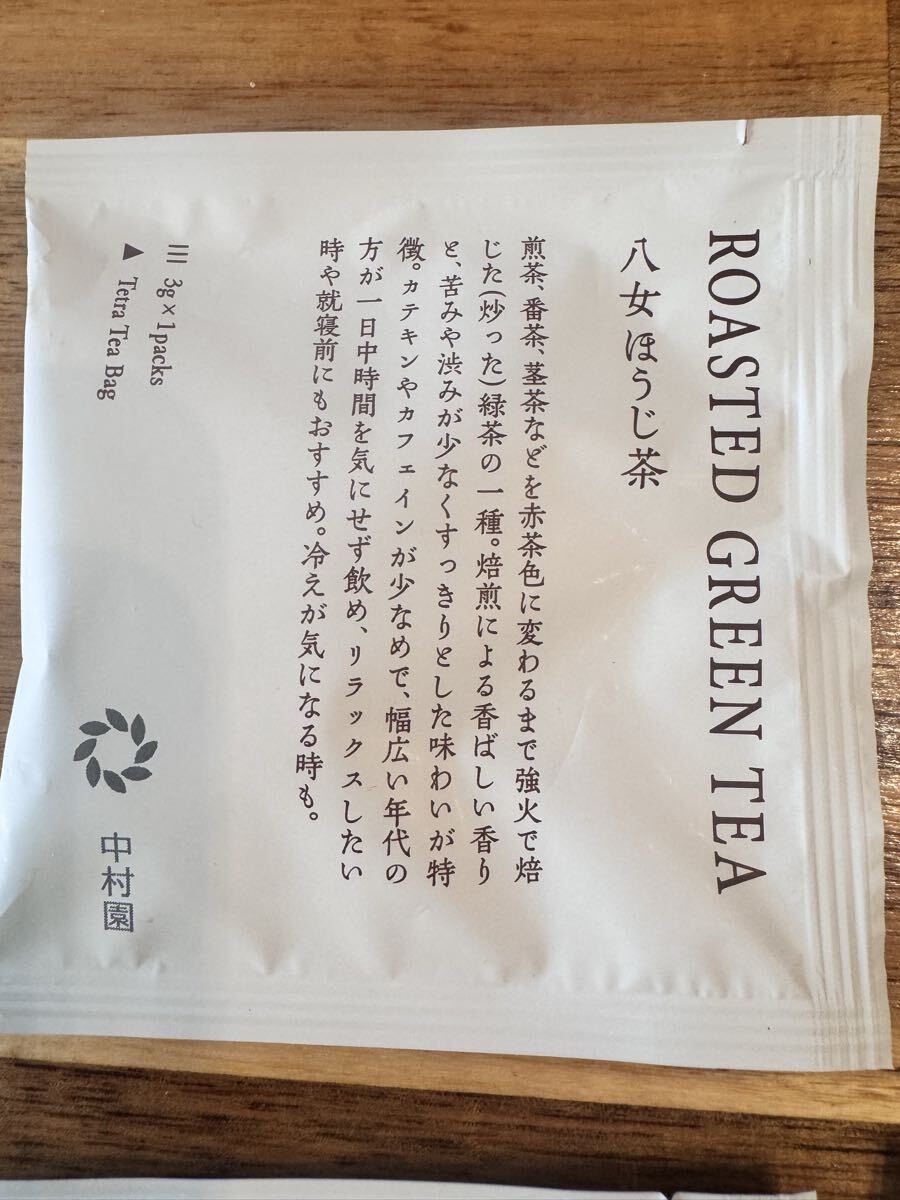 ROASTED GREEN TEA
八女ほうじ茶
煎茶、番茶、茎茶などを赤茶色に変わるまで強火で焙
じた(炒った)緑茶の一種。焙煎による香ばしい香り
と、苦みや渋みが少なくすっきりとした味わいが特
徴。カテキンやカフェインが少なめで、幅広い年代の
方が一日中時間を気にせず飲め、リラックスしたい
時や就寝前にもおすすめ。冷えが気になる時も。
3g×1packs
Tetra Tea Bag
中村園